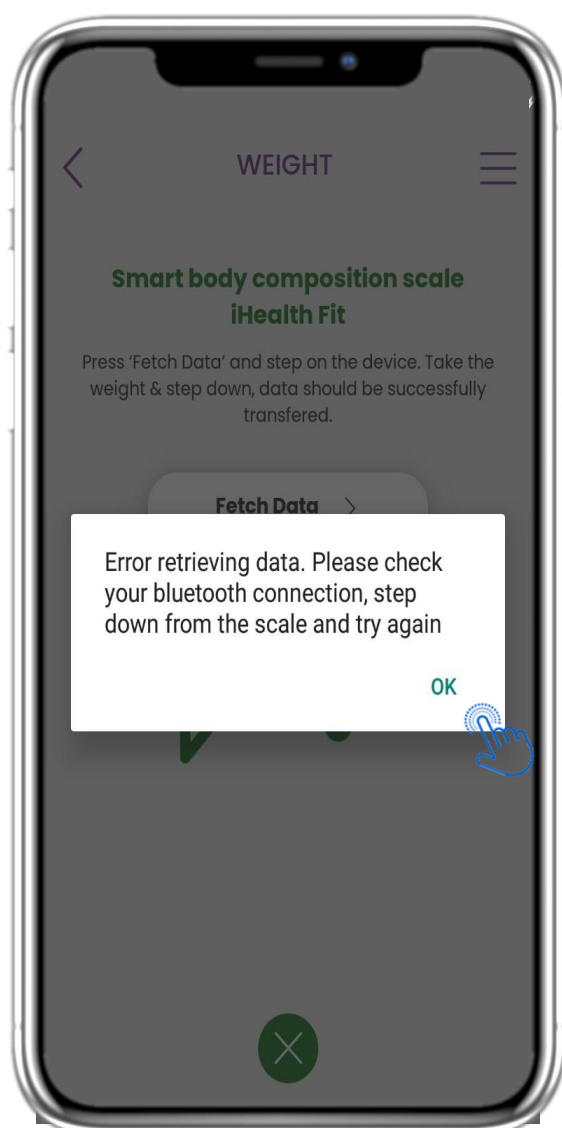 WEIGHT
Smart body composition scale
iHealth Fit
Press ‘Fetch Data’ and step on the device. Take the
weight & step down, data should be successfully
transfered.
Fetch Data
Error retrieving data. Please check
your bluetooth connection, step
down from the scale and try again
OK